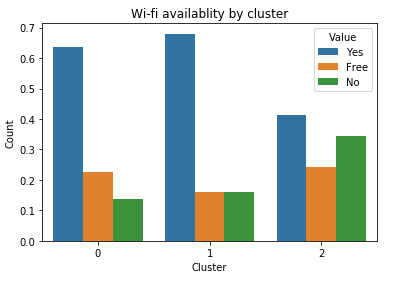 Wi-fi availablity by cluster
Value
Yes
Free
No
Count
0.7
0.6
0.5
0.4
0.3
0.2
0.1
0.0
0 1 2
Cluster